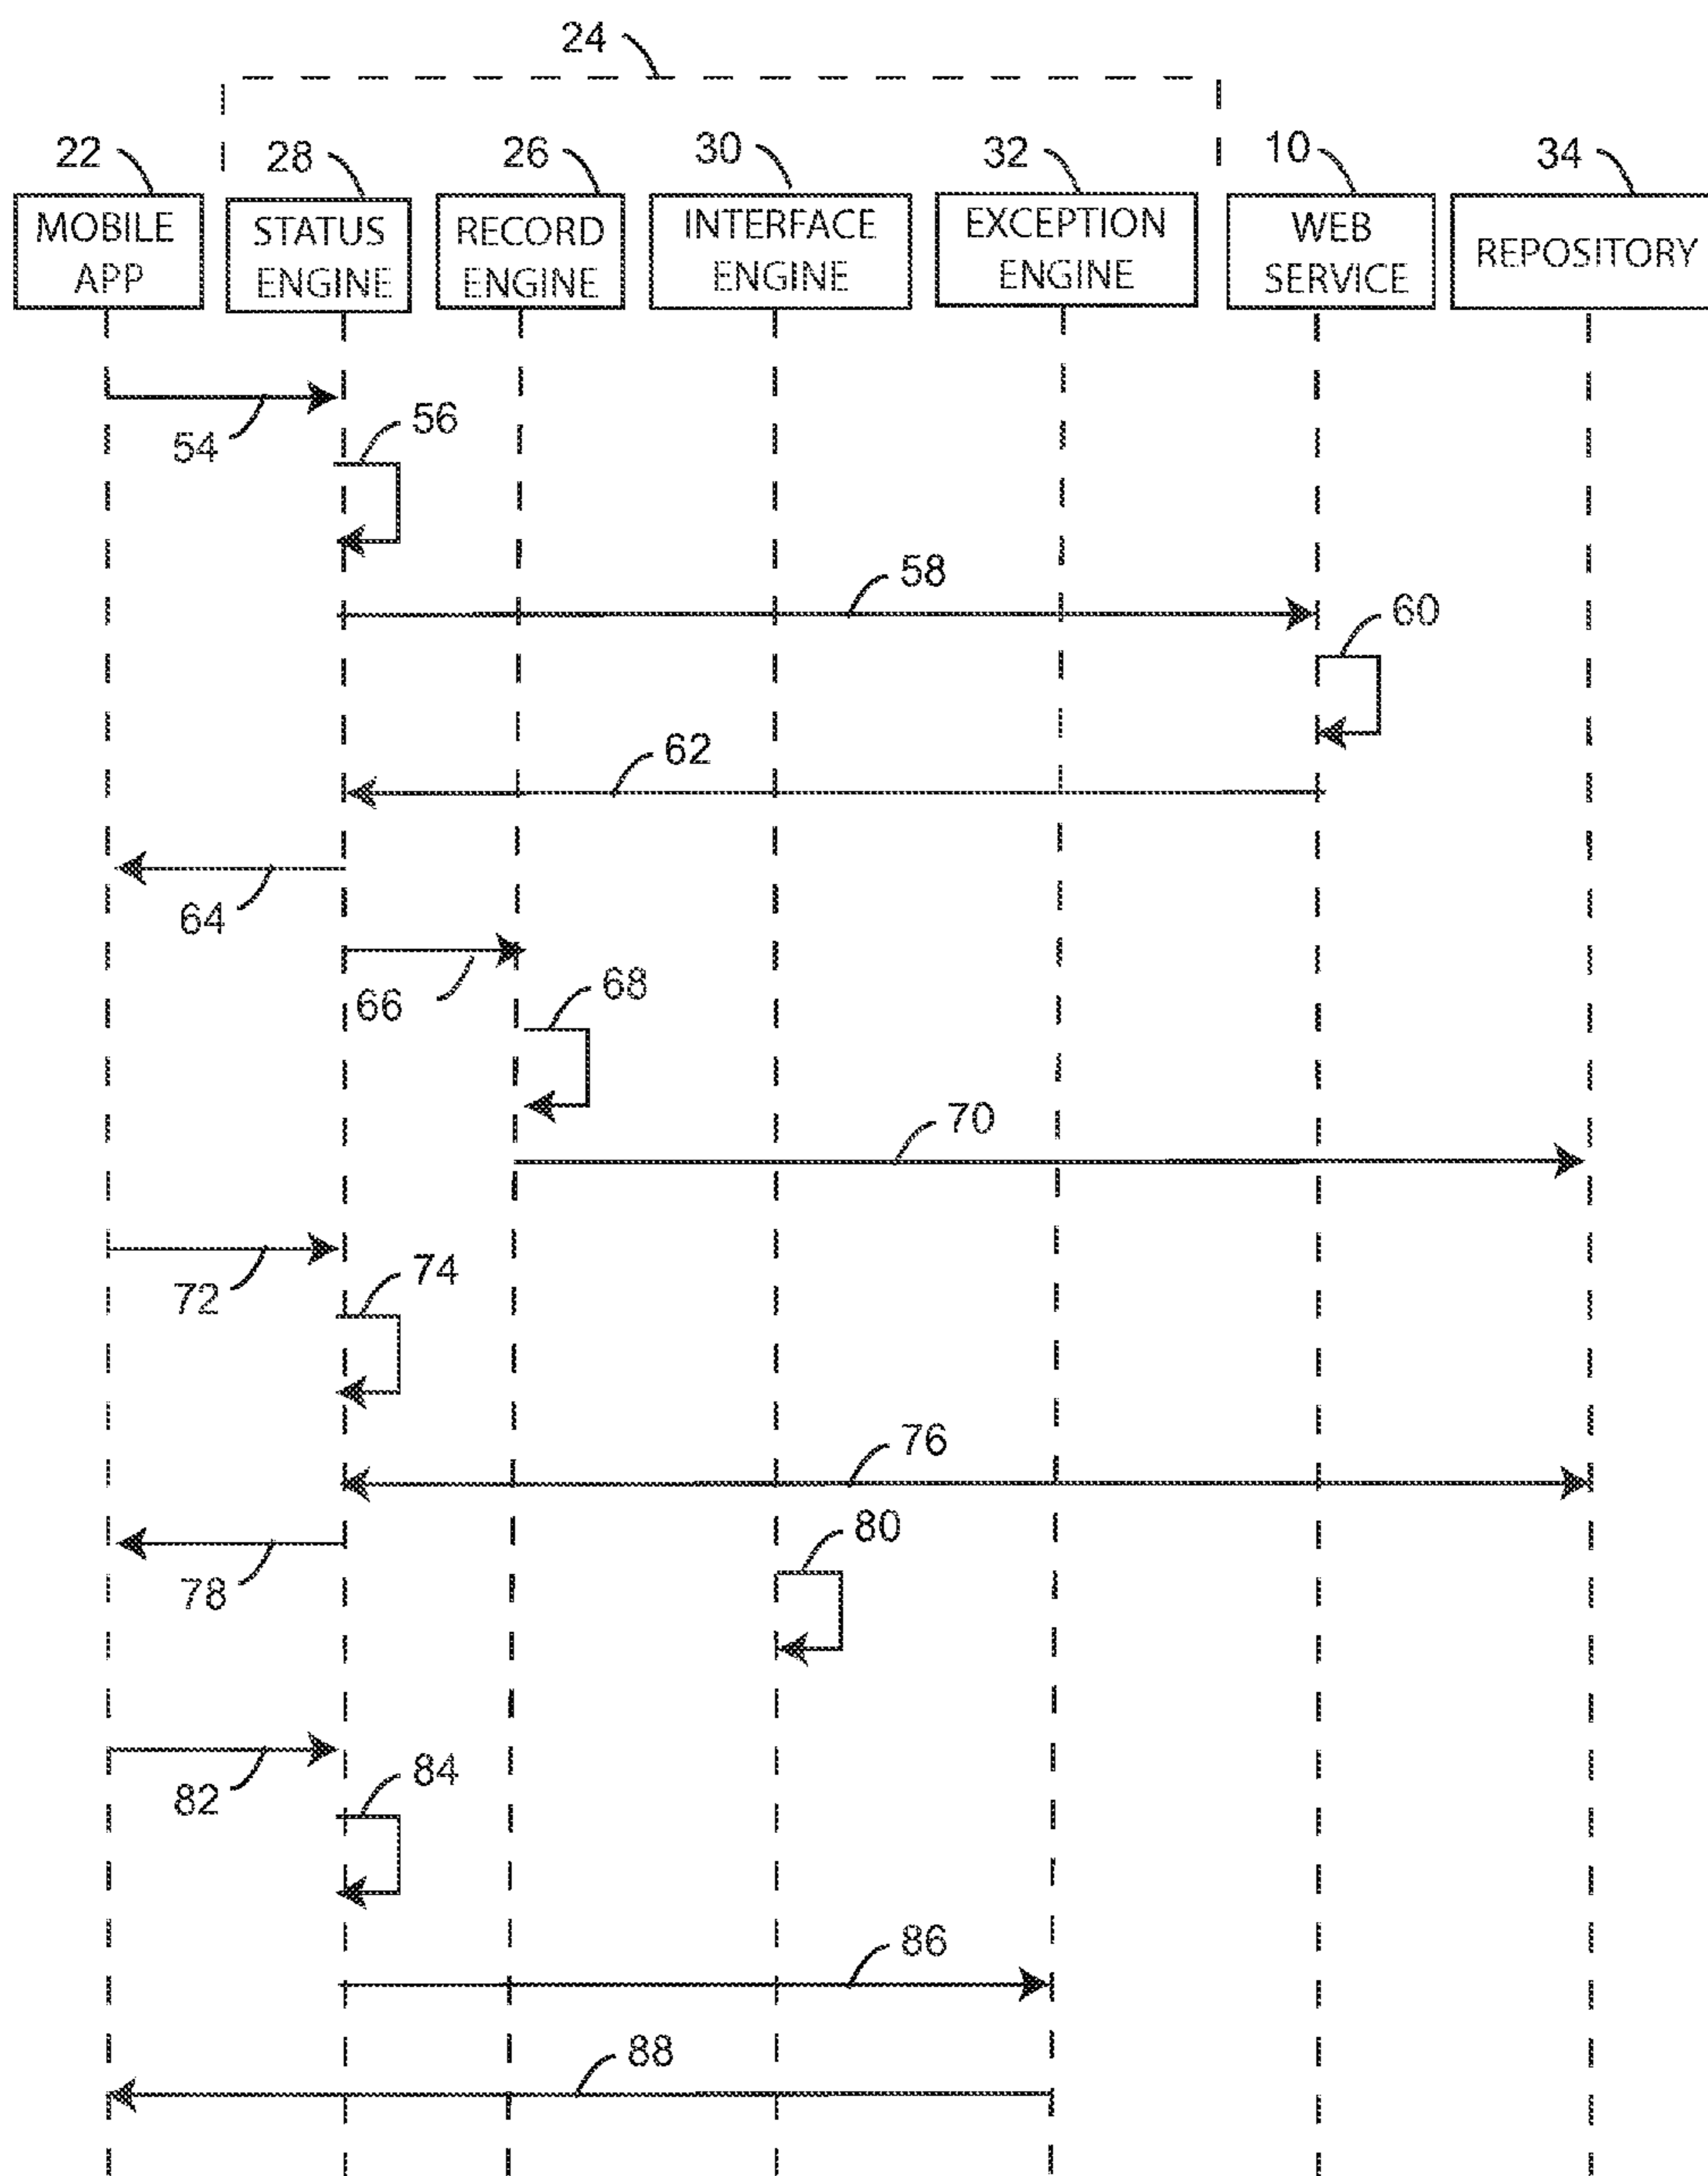 24
22
28
26
30
32
10
34
MOBILE
APP
STATUS
ENGINE
RECORD
ENGINE
INTERFACE
ENGINE
EXCEPTION
ENGINE
WEB
SERVICE
REPOSITORY
54
56
58
60
62
64
66
68
70
72
74
76
78
80
82
84
86
88